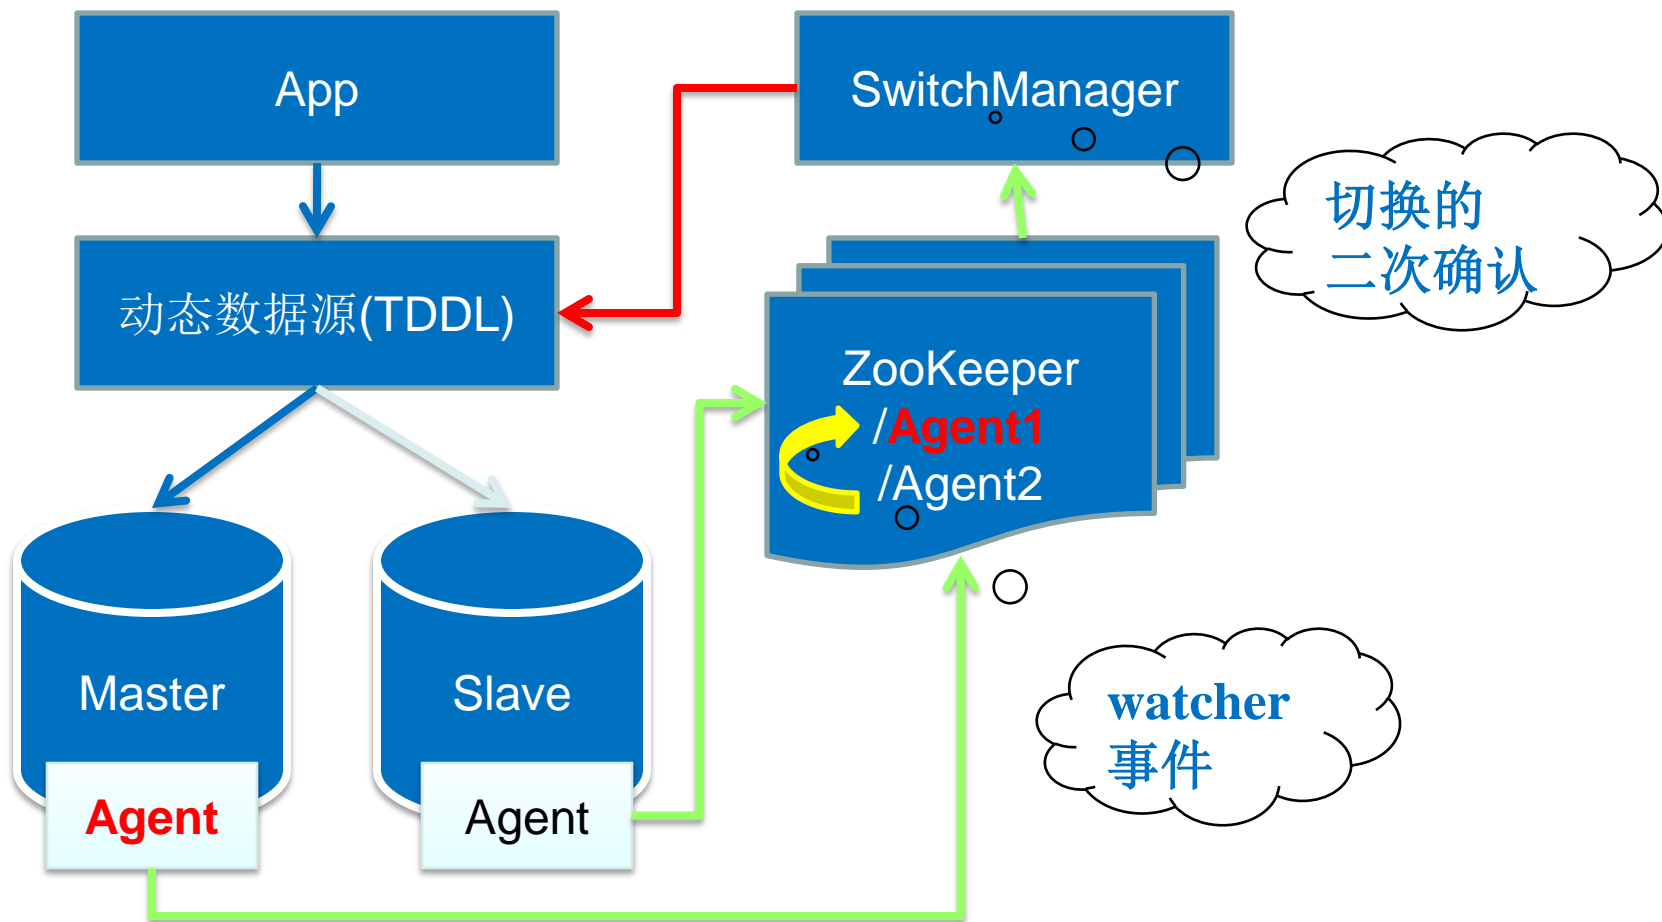 App
SwitchManager
切换的
二次确认
动态数据源(TDDL)
ZooKeeper
/Agent1
/Agent2
Master
Slave
watcher
事件
Agent
Agent